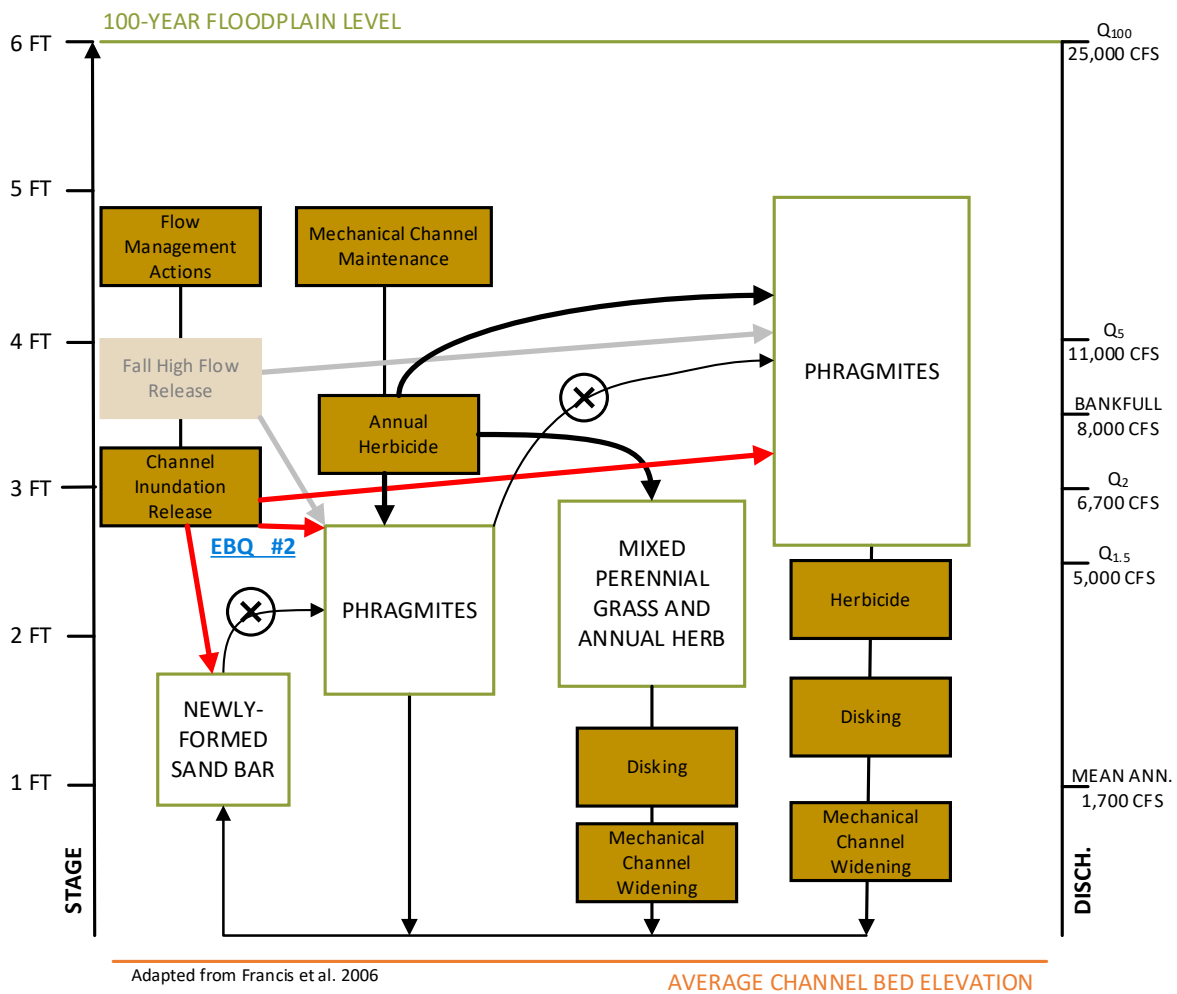 100-YEAR FLOODPLAIN LEVEL
6 FT
5 FT
4 FT
3 FT
2 FT
1 FT
STAGE
Flow
Management
Actions
Mechanical Channel
Maintenance
Fall High Flow
Release
Annual
Herbicide
Channel
Inundation
Release
EBQ #2
PHRAGMITES
NEWLY-
FORMED
SAND BAR
MIXED
PERENNIAL
GRASS AND
ANNUAL HERB
Disking
Mechanical
Channel
Widening
PHRAGMITES
Herbicide
Disking
Mechanical
Channel
Widening
Q100
25,000 CFS
Q5
11,000 CFS
BANKFULL
8,000 CFS
Q2
6,700 CFS
Q1.5
5,000 CFS
MEAN ANN.
1,700 CFS
DISCH.
Adapted from Francis et al. 2006
AVERAGE CHANNEL BED ELEVATION